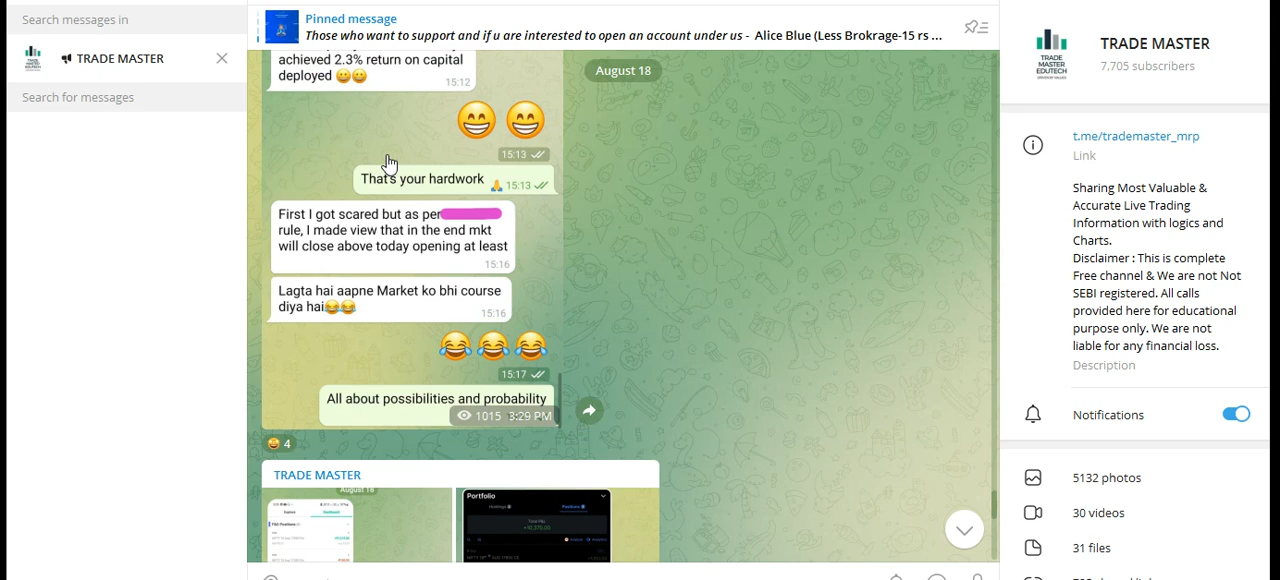 Search messages in
TRADE MASTER
Search for messages
Pinned message
Those who want to support and if u are interested to open an account under us - Alice Blue (Less Brokrage-15 rs ...
August 18
achieved 2.3% return on capital
deployed 😀😀
15:12
😁 😁
15:13
That's your hardwork 🙏 15:13
First I got scared but as per
rule, I made view that in the end mkt
will close above today opening at least
15:16
Lagta hai aapne Market ko bhi course
diya hai😂😂
15:16
😂 😂 😂
15:17
All about possibilities and probability
1015 3:29 PM
4
TRADE MASTER
August 18
Portfolio
TRADE
MASTER
EDUTECH
TRADE MASTER
7,705 subscribers
t.me/trademaster_mrp
Link
Sharing Most Valuable &
Accurate Live Trading
Information with logics and
Charts.
Disclaimer : This is complete
Free channel & We are not Not
SEBI registered. All calls
provided here for educational
purpose only. We are not
liable for any financial loss.
Description
Notifications
5132 photos
30 videos
31 files